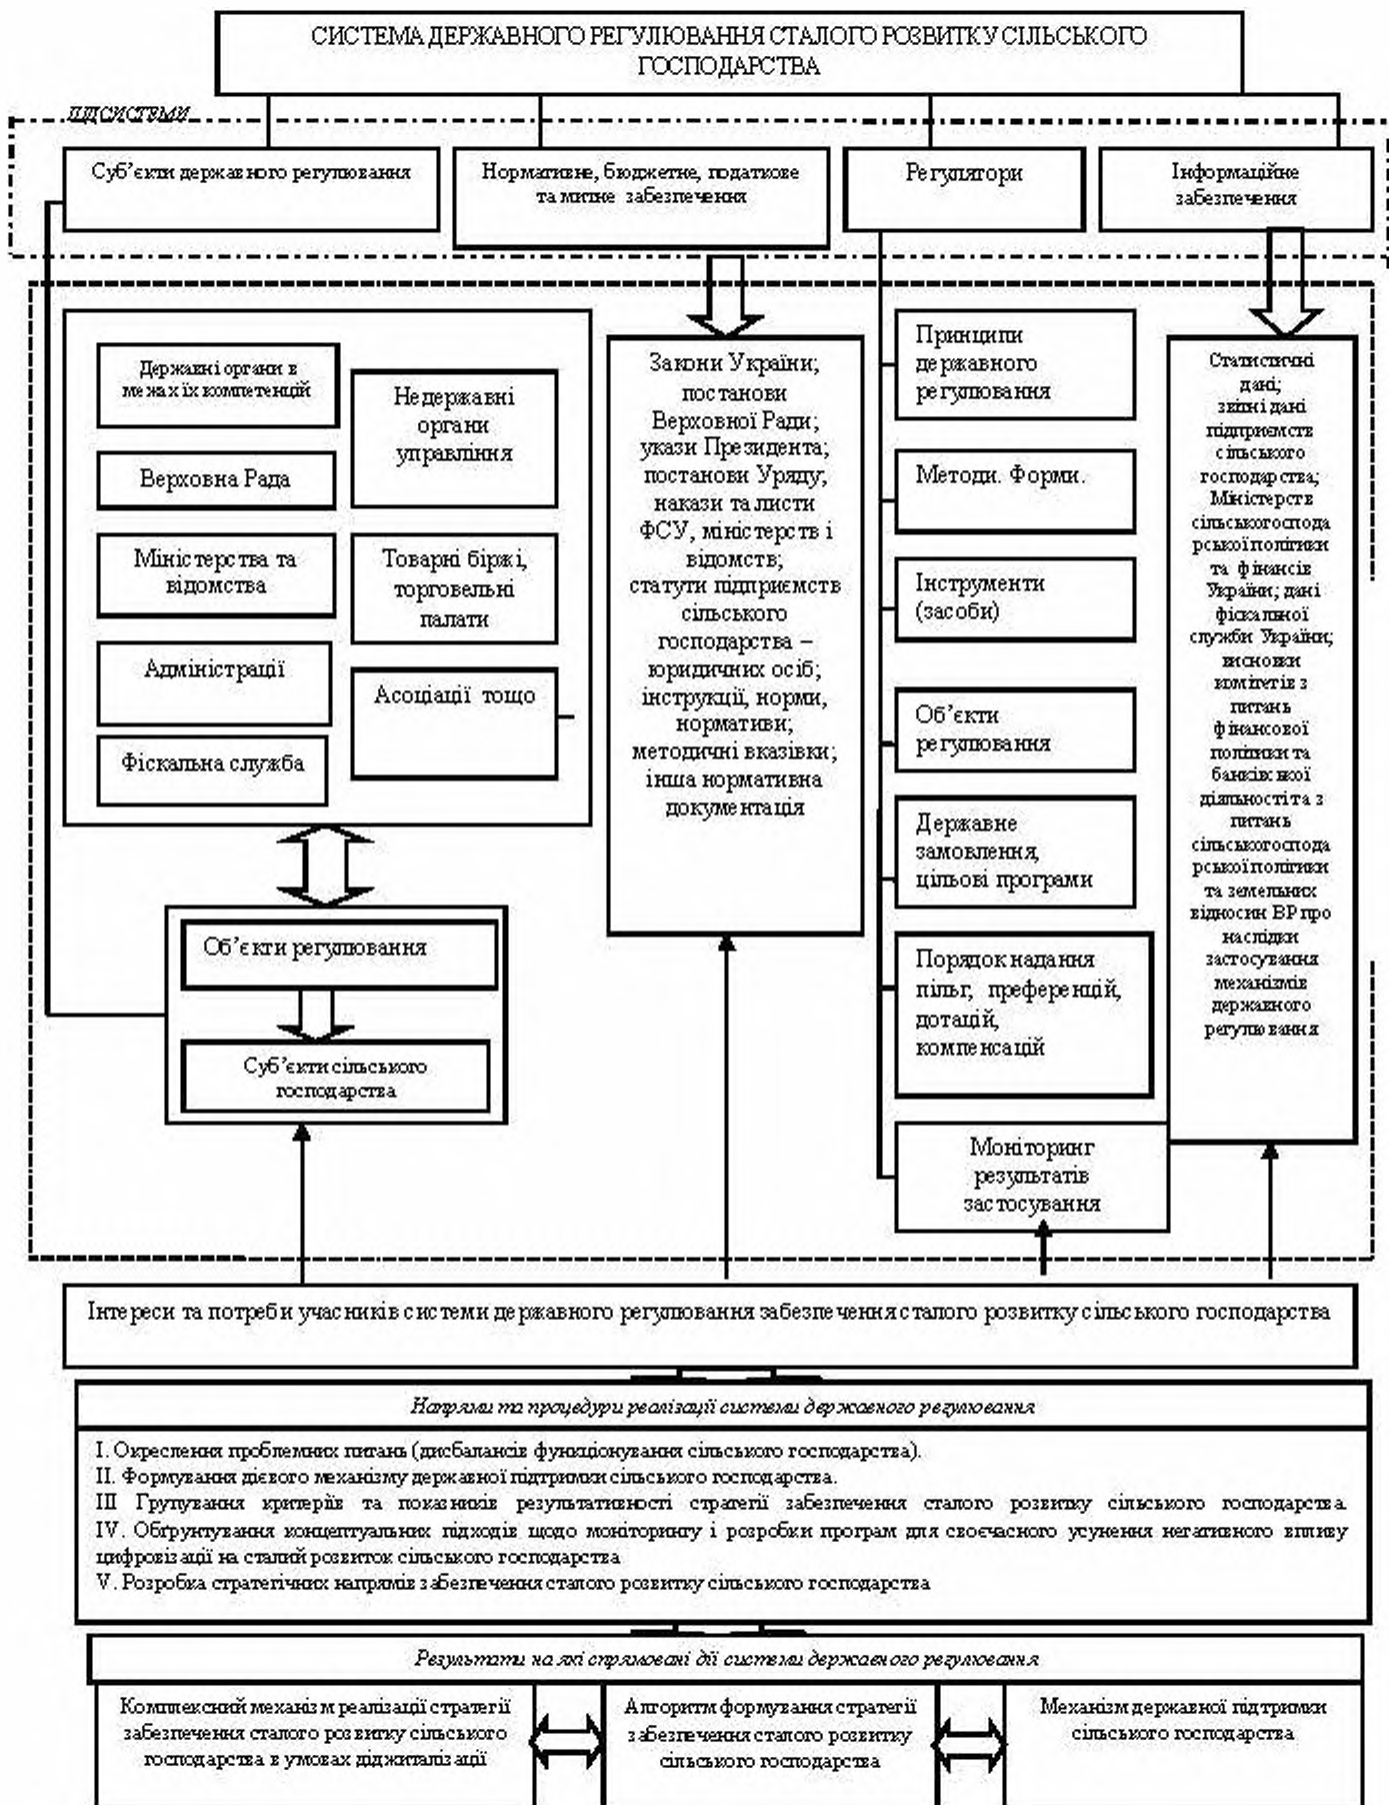 СИСТЕМА ДЕРЖАВНОГО РЕГУЛЮВАННЯ СТАЛОГО РОЗВИТКУ СІЛЬСЬКОГО
ГОСПОДАРСТВА
ПІДСИСТЕМИ
Суб’єкти державного регулювання
Нормативне, бюджетне, податкове
та митне забезпечення
Регулятори
Інформаційне
забезпечення
Державні органи в
межах їх компетенцій
Верховна Рада
Міністерства та
відомства
Адміністрації
Фіскальна служба
Недержавні
органи
управління
Товарні біржі,
торговельні
палати
Асоціації тощо
Об’єкти регулювання
Суб’єкти сільського
господарства
Закони України;
постанови
Верховної Ради;
укази Президента;
постанови Уряду;
накази та листи
ФСУ, міністерств і
відомств;
статути підприємств
сільського
господарства –
юридичних осіб;
інструкції, норми,
нормативи;
методичні вказівки;
інша нормативна
документація
Принципи
державного
регулювання
Методи. Форми.
Інструменти
(засоби)
Об’єкти
регулювання
Державне
замовлення,
цільові програми
Порядок надання
пільг, преференцій,
дотацій,
компенсацій
Моніторинг
результатів
застосування
Статистичні
дані;
звітні дані
підприємств
сільського
господарства;
Міністерств
сільськогоспода
рської політики
та фінансів
України; дані
фіскальної
служби України;
висновки
комітетів з
питань
фінансової
політики та
банківської
діяльності та з
питань
сільськогоспода
рської політики
та земельних
відносин ВР про
наслідки
застосування
механізмів
державного
регулювання
Інтереси та потреби учасників системи державного регулювання забезпечення сталого розвитку сільського господарства
Напрями та процедури реалізації системи державного регулювання
І. Окреслення проблемних питань (дисбалансів функціонування сільського господарства).
ІІ. Формування дієвого механізму державної підтримки сільського господарства.
ІІІ Групування критеріїв та показників результативності стратегії забезпечення сталого розвитку сільського господарства.
IV. Обґрунтування концептуальних підходів щодо моніторингу і розробки програм для своєчасного усунення негативного впливу
цифровізації на сталий розвиток сільського господарства
V. Розробка стратегічних напрямів забезпечення сталого розвитку сільського господарства
Результати на які спрямовані дії системи державного регулювання
Комплексний механізм реалізації стратегії
забезпечення сталого розвитку сільського
господарства в умовах діджиталізації
Алгоритм формування стратегії
забезпечення сталого розвитку
сільського господарства
Механізм державної підтримки
сільського господарства